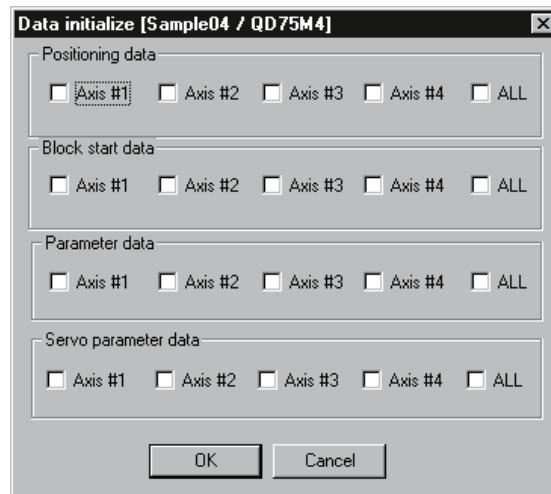 Data initialize [Sample04 / QD75M4]
Positioning data
Axis #1 Axis #2 Axis #3 Axis #4 ALL
Block start data
Axis #1 Axis #2 Axis #3 Axis #4 ALL
Parameter data
Axis #1 Axis #2 Axis #3 Axis #4 ALL
Servo parameter data
Axis #1 Axis #2 Axis #3 Axis #4 ALL
OK Cancel